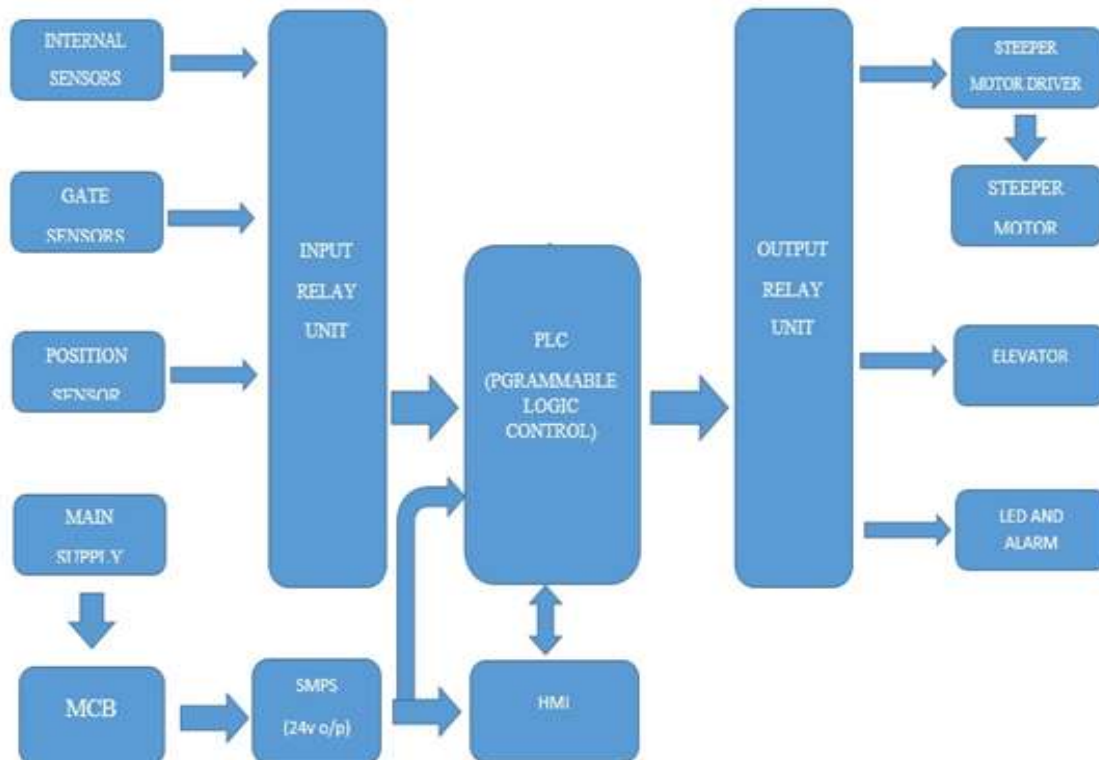 INTERNAL
SENSORS
GATE
SENSORS
POSITION
SENSOR
MAIN
SUPPLY
MCB
SMPS
(24v o/p)
INPUT
RELAY
UNIT
PLC
(PGRAMMABLE
LOGIC
CONTROL)
HMI
OUTPUT
RELAY
UNIT
STEEPER
MOTOR DRIVER
STEEPER
MOTOR
ELEVATOR
LED AND
ALARM